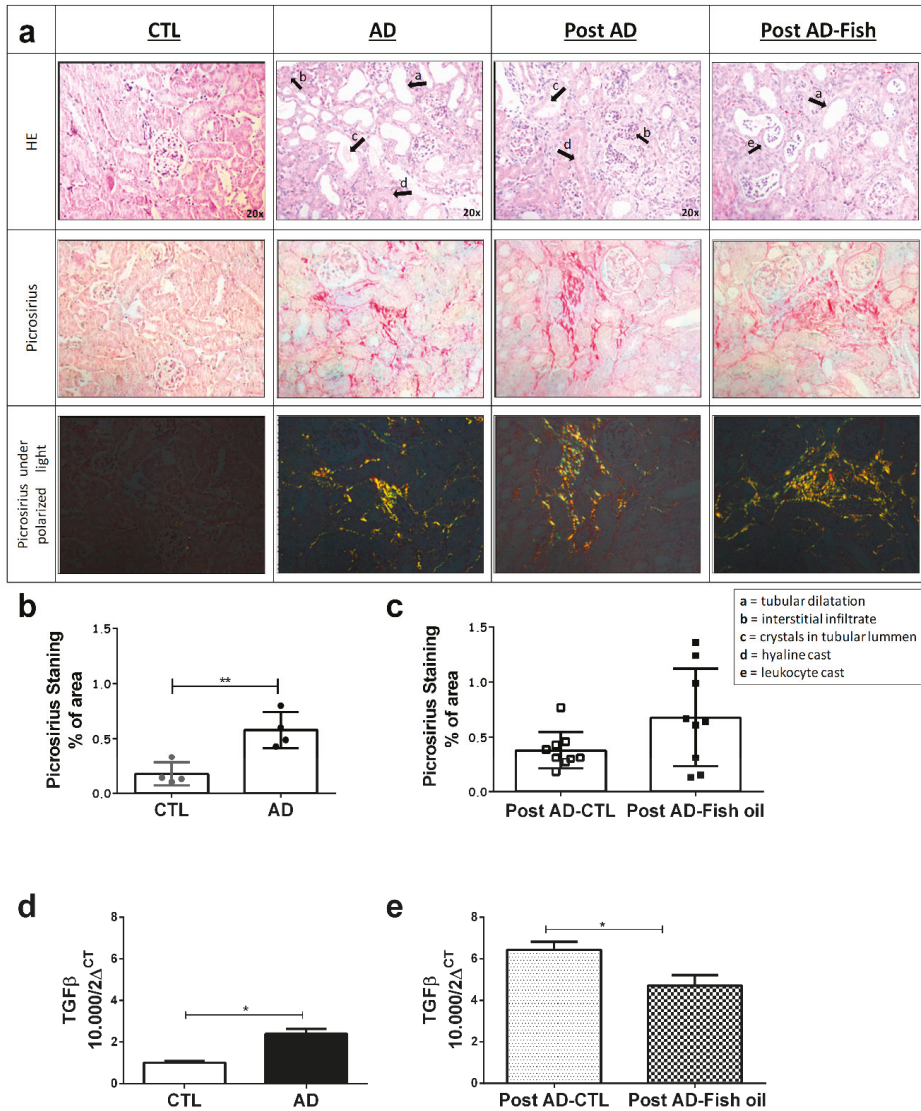 a
CTL
AD
Post AD
Post AD-Fish
HE
20x
b
a
c
d
20x
c
b
d
20x
a
e
Picrosirius
Picrosirius under
polarized light
a = tubular dilatation
b = interstitial infiltrate
c = crystals in tubular lumen
d = hyaline cast
e = leukocyte cast
b
Picrosirius Staning
% of area
1.5
1.0
0.5
0.0
**
CTL
AD
c
Picrosirius Staining
% of area
1.5
1.0
0.5
0.0
Post AD-CTL
Post AD-Fish oil
d
TGFβ
10.000/2Δ^CT
8
6
4
2
0
*
CTL
AD
e
TGFβ
10.000/2Δ^CT
8
6
4
2
0
*
Post AD-CTL
Post AD-Fish oil